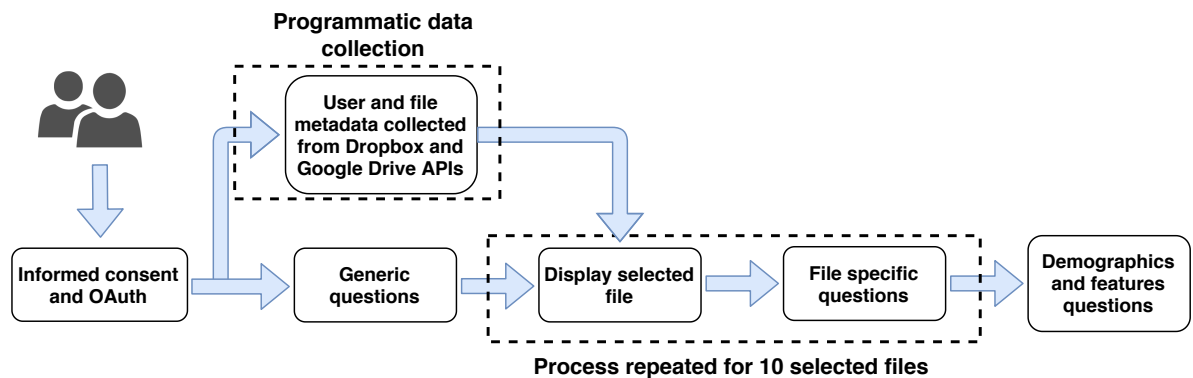 Programmatic data
collection
User and file
metadata collected
from Dropbox and
Google Drive APIs
Informed consent
and OAuth
Generic
questions
Display selected
file
File specific
questions
Demographics
and features
questions
Process repeated for 10 selected files